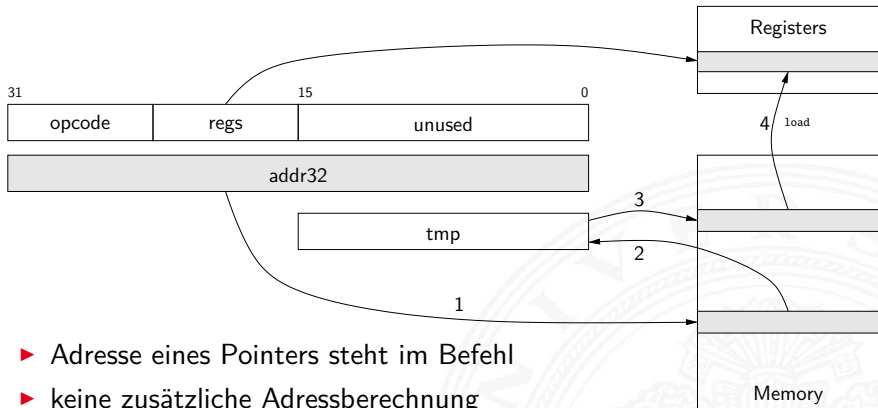 Registers
31 15 0
opcode regs unused
4 load
addr32
3
tmp
2
1
▶ Adresse eines Pointers steht im Befehl
▶ keine zusätzliche Adressberechnung
Memory